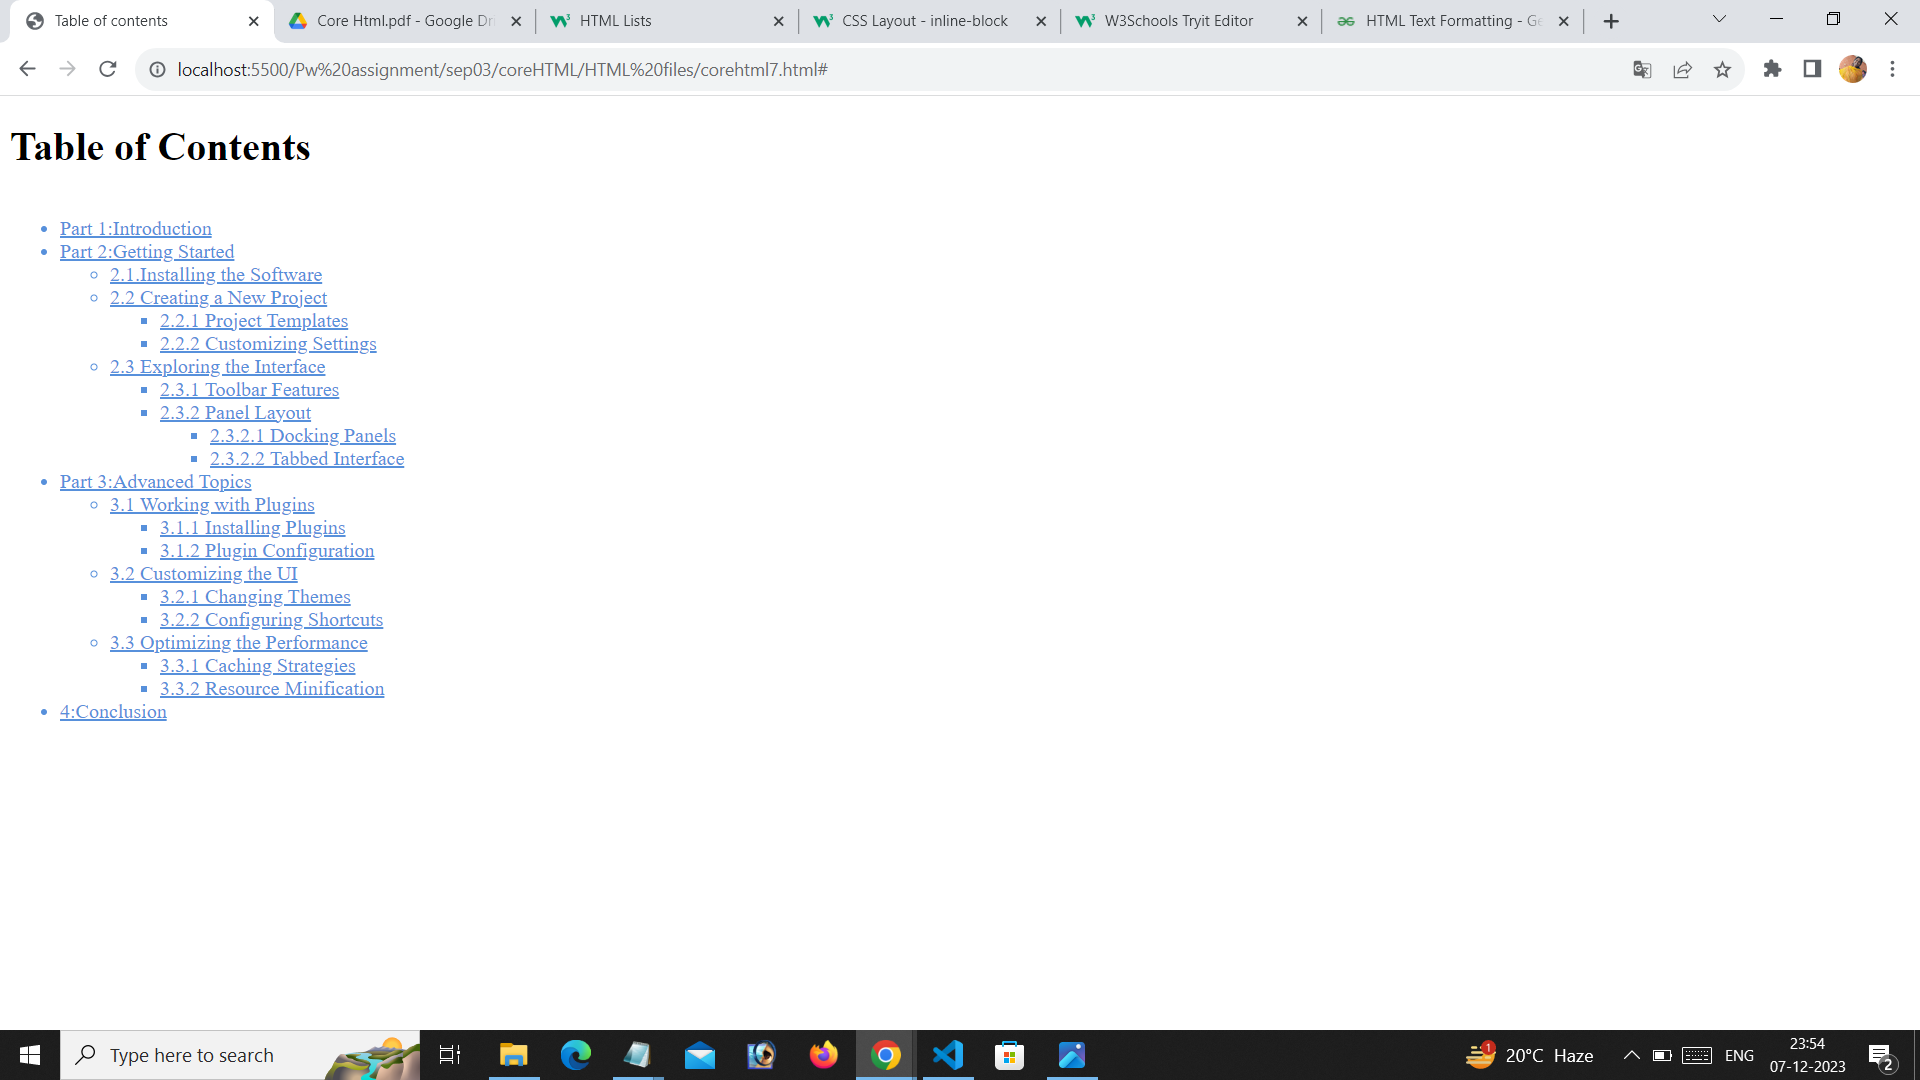 Table of contents
Core Html.pdf - Google Dri
HTML Lists
CSS Layout - inline-block
W3Schools Tryit Editor
HTML Text Formatting - Ge
localhost:5500/Pw%20assignment/sep03/coreHTML/HTML%20files/corehtml7.html#
Table of Contents
Part 1:Introduction
Part 2:Getting Started
2.1.Installing the Software
2.2 Creating a New Project
2.2.1 Project Templates
2.2.2 Customizing Settings
2.3 Exploring the Interface
2.3.1 Toolbar Features
2.3.2 Panel Layout
2.3.2.1 Docking Panels
2.3.2.2 Tabbed Interface
Part 3:Advanced Topics
3.1 Working with Plugins
3.1.1 Installing Plugins
3.1.2 Plugin Configuration
3.2 Customizing the UI
3.2.1 Changing Themes
3.2.2 Configuring Shortcuts
3.3 Optimizing the Performance
3.3.1 Caching Strategies
3.3.2 Resource Minification
4:Conclusion
Type here to search
1
20°C Haze
ENG
23:54
07-12-2023
2